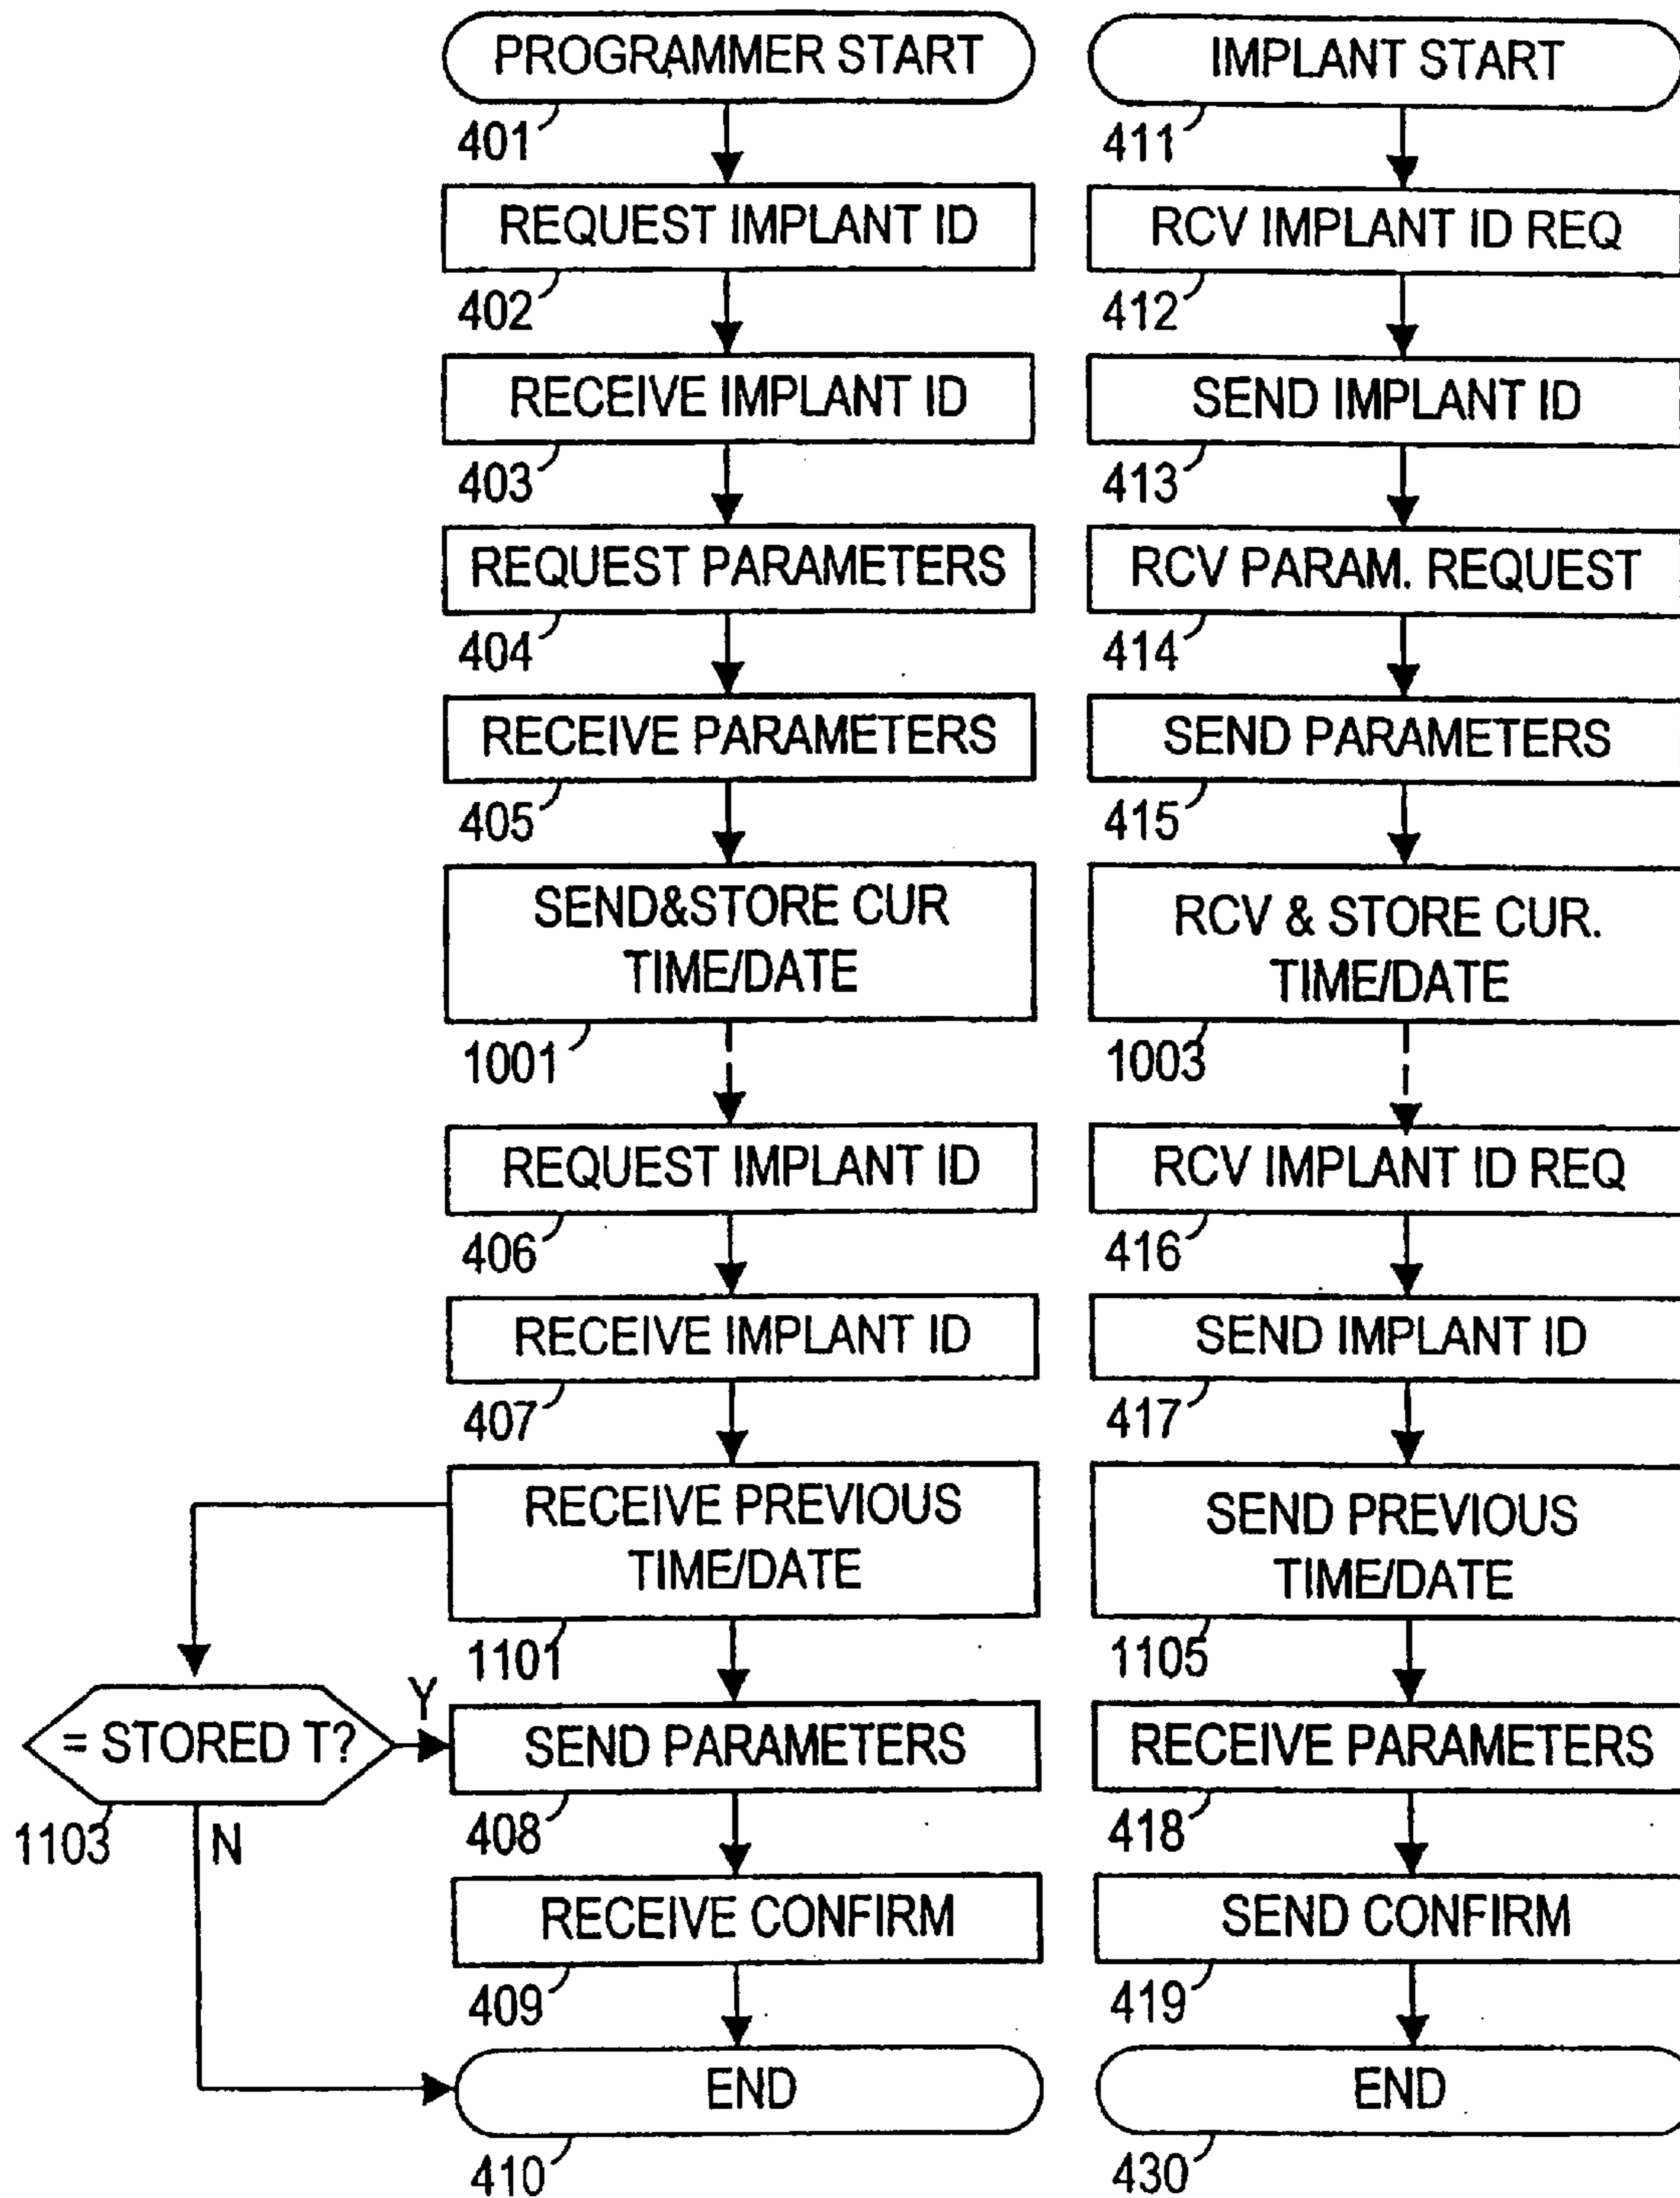 PROGRAMMER START
401
REQUEST IMPLANT ID
402
RECEIVE IMPLANT ID
403
REQUEST PARAMETERS
404
RECEIVE PARAMETERS
405
SEND&STORE CUR
TIME/DATE
1001
REQUEST IMPLANT ID
406
RECEIVE IMPLANT ID
407
RECEIVE PREVIOUS
TIME/DATE
1101
= STORED T?
Y
1103
N
SEND PARAMETERS
408
RECEIVE CONFIRM
409
END
410
IMPLANT START
411
RCV IMPLANT ID REQ
412
SEND IMPLANT ID
413
RCV PARAM. REQUEST
414
SEND PARAMETERS
415
RCV & STORE CUR.
TIME/DATE
1003
RCV IMPLANT ID REQ
416
SEND IMPLANT ID
417
SEND PREVIOUS
TIME/DATE
1105
RECEIVE PARAMETERS
418
SEND CONFIRM
419
END
430